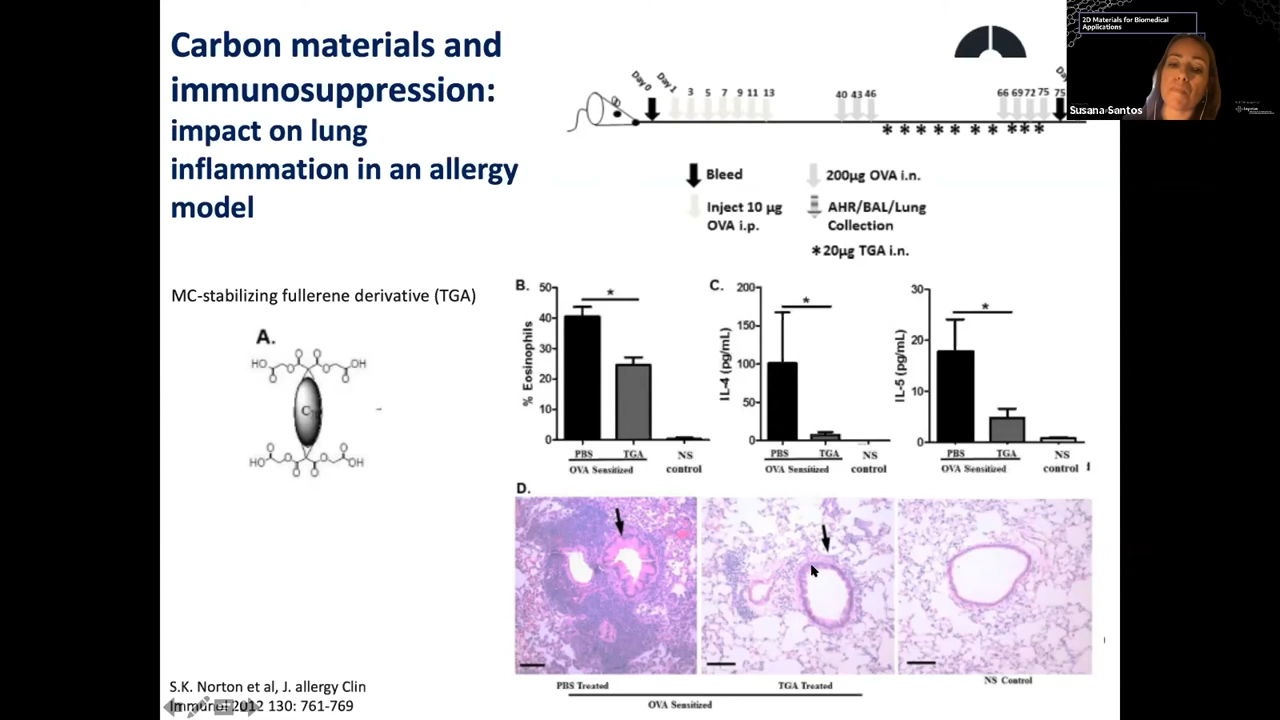 Carbon materials and
immunosuppression:
impact on lung
inflammation in an allergy
model
2D Materials for Biomedical
Applications
Susana Santos
Day 0
Day 1
3 5 7 9 11 13
40 43 46
66 69 72 75
75
Bleed
200µg OVA i.n.
Inject 10 µg
OVA i.p.
AHR/BAL/Lung
Collection
*20µg TGA i.n.
MC-stabilizing fullerene derivative (TGA)
A.
HO O O O O O O OH
C
HO O O O O O O OH
B.
% Eosinophils
50
40
30
20
10
0
PBS TGA NS
OVA Sensitized control
*
C.
IL-4 (pg/mL)
200
150
100
50
0
PBS TGA NS
OVA Sensitized control
*
IL-5 (pg/mL)
30
20
10
0
PBS TGA NS
OVA Sensitized control
*
D.
PBS Treated
TGA Treated
NS Control
OVA Sensitized
S.K. Norton et al, J. allergy Clin
Immunol 2012 130: 761-769